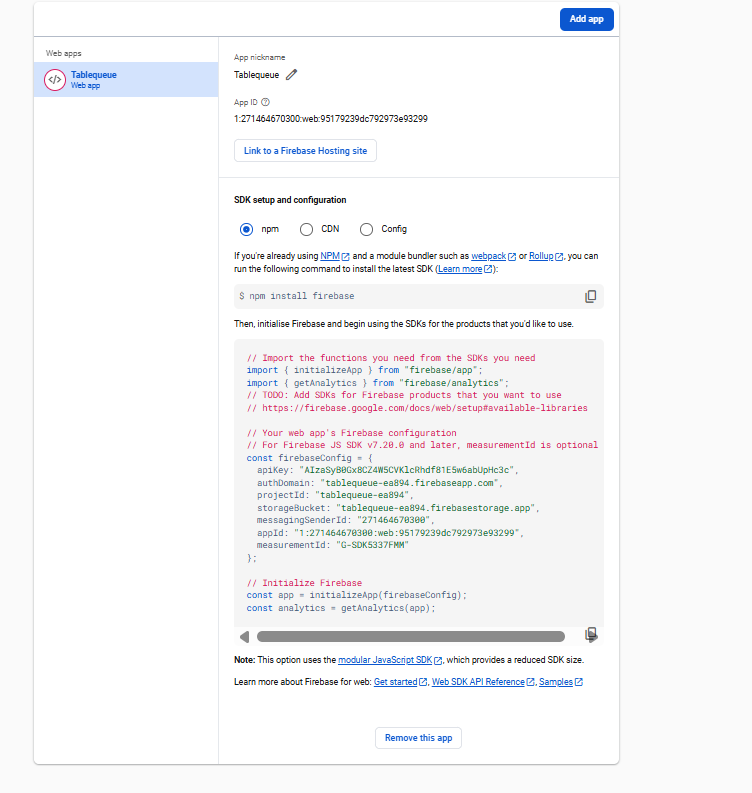 Add app
Web apps
Tablequeue
Web app
App nickname
Tablequeue
App ID
1:271464670300:web:95179239dc792973e93299
Link to a Firebase Hosting site
SDK setup and configuration
npm CDN Config
If you're already using NPM and a module bundler such as webpack or Rollup, you can
run the following command to install the latest SDK (Learn more):
$ npm install firebase
Then, initialise Firebase and begin using the SDKs for the products that you'd like to use.
// Import the functions you need from the SDKs you need
import { initializeApp } from "firebase/app";
import { getAnalytics } from "firebase/analytics";
// TODO: Add SDKs for Firebase products that you want to use
// https://firebase.google.com/docs/web/setup#available-libraries
// Your web app's Firebase configuration
// For Firebase JS SDK v7.20.0 and later, measurementId is optional
const firebaseConfig = {
apiKey: "AIzaSyB0Gx8CZ4W5CVKlcRhdf81E5w6abUpHc3c",
authDomain: "tablequeue-ea894.firebaseapp.com",
projectId: "tablequeue-ea894",
storageBucket: "tablequeue-ea894.firebasestorage.app",
messagingSenderId: "271464670300",
appId: "1:271464670300:web:95179239dc792973e93299",
measurementId: "G-SDK5337FMM"
};
// Initialize Firebase
const app = initializeApp(firebaseConfig);
const analytics = getAnalytics(app);
Note: This option uses the modular JavaScript SDK, which provides a reduced SDK size.
Learn more about Firebase for web: Get started, Web SDK API Reference, Samples
Remove this app